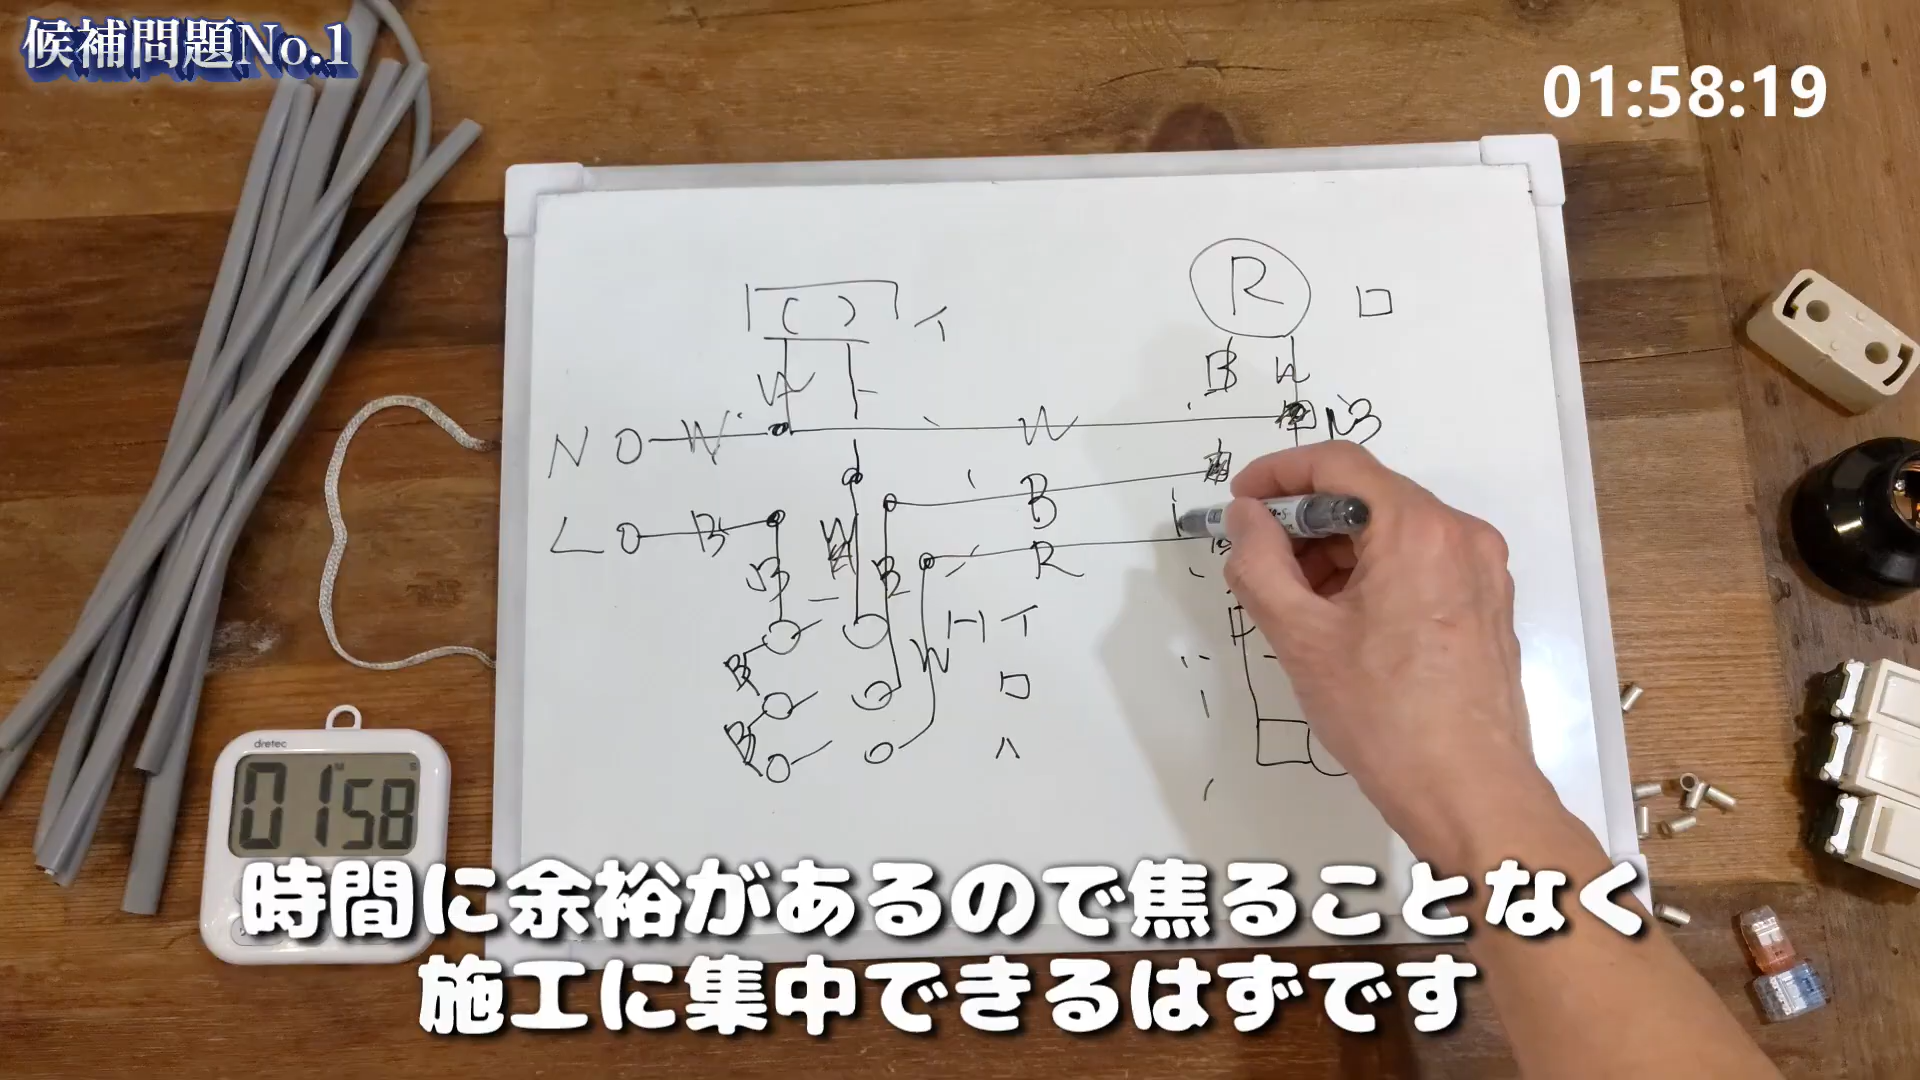 候補問題No.1
01:58:19
R ロ
( ) イ
B W
W
N W W
B
L B
R
B W B
W イ
B ロ
B ハ
dretec
01 58
時間に余裕があるので焦ることなく
施工に集中できるはずです